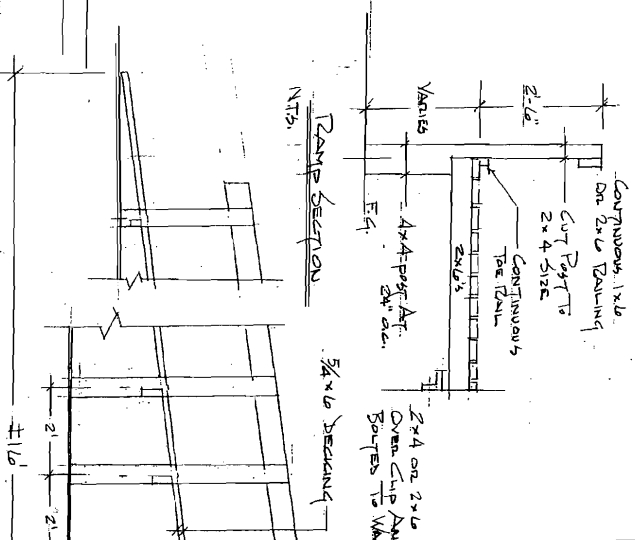 CONTINUOUS 1x6
OR 2x6 RAILING
CUT POST TO
2x4 SIZE
CONTINUOUS
TOE RAIL
2'-6"
VARIES
2x6's
4x4 POST AT
24" o.c.
F.G.
RAMP SECTION
N.T.S.
2x4 OR 2x6
OVER CLIP AN
BOLTED TO WA
5/4 x 6 DECKING
2'
2'
±16'